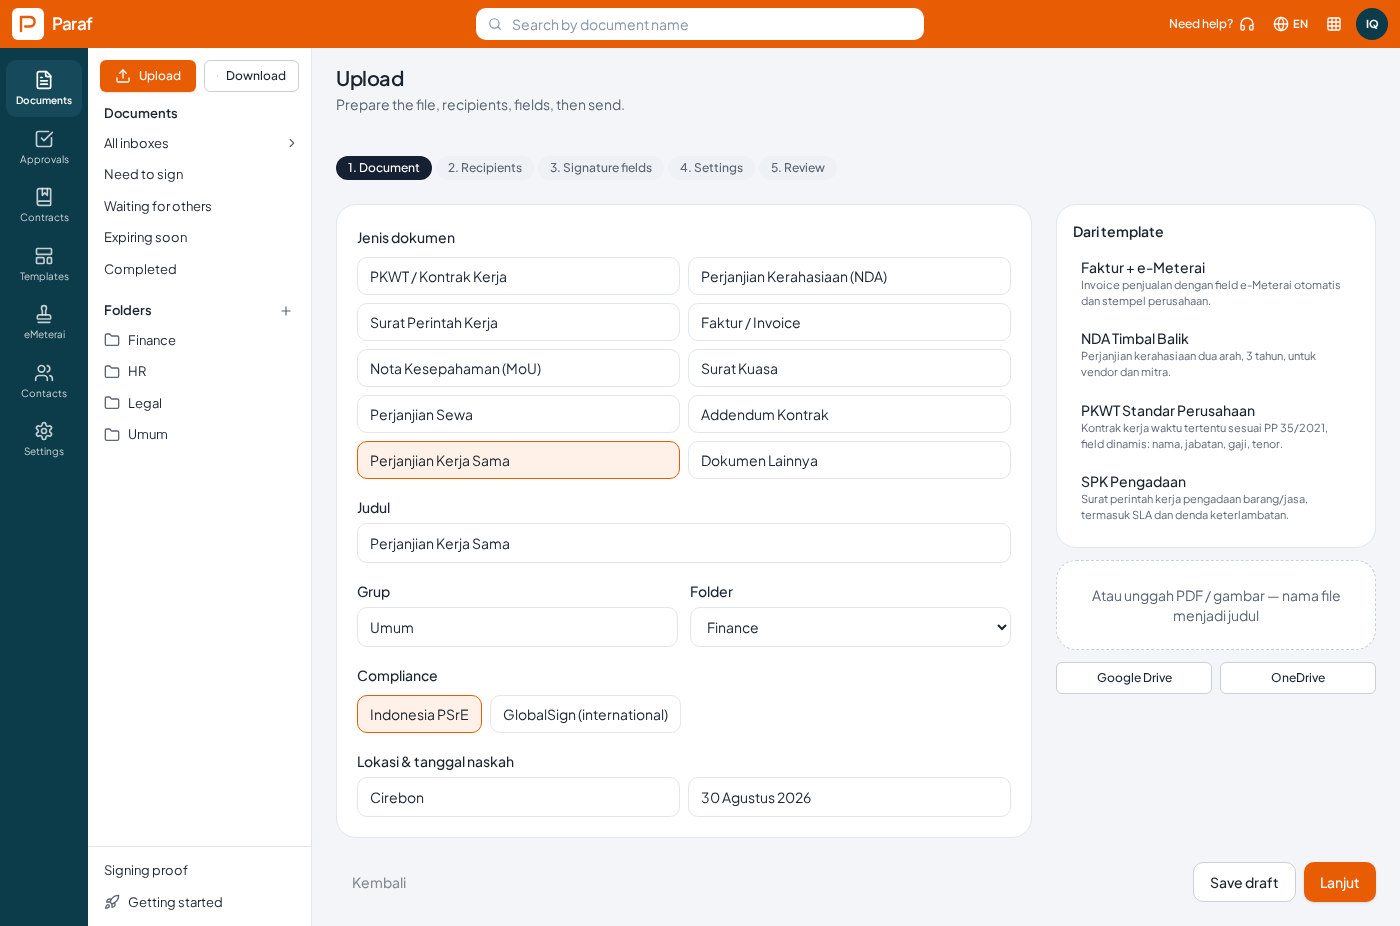 Paraf
Search by document name
Need help?
EN
IQ
Documents
Approvals
Contracts
Templates
eMeterai
Contacts
Settings
Upload
Download
Documents
All inboxes
Need to sign
Waiting for others
Expiring soon
Completed
Folders
Finance
HR
Legal
Umum
Signing proof
Getting started
Upload
Prepare the file, recipients, fields, then send.
1. Document
2. Recipients
3. Signature fields
4. Settings
5. Review
Jenis dokumen
PKWT / Kontrak Kerja
Perjanjian Kerahasiaan (NDA)
Surat Perintah Kerja
Faktur / Invoice
Nota Kesepahaman (MoU)
Surat Kuasa
Perjanjian Sewa
Addendum Kontrak
Perjanjian Kerja Sama
Dokumen Lainnya
Judul
Perjanjian Kerja Sama
Grup
Folder
Umum
Finance
Compliance
Indonesia PSrE
GlobalSign (international)
Lokasi & tanggal naskah
Cirebon
30 Agustus 2026
Dari template
Faktur + e-Meterai
Invoice penjualan dengan field e-Meterai otomatis
dan stempel perusahaan.
NDA Timbal Balik
Perjanjian kerahasiaan dua arah, 3 tahun, untuk
vendor dan mitra.
PKWT Standar Perusahaan
Kontrak kerja waktu tertentu sesuai PP 35/2021,
field dinamis: nama, jabatan, gaji, tenor.
SPK Pengadaan
Surat perintah kerja pengadaan barang/jasa,
termasuk SLA dan denda keterlambatan.
Atau unggah PDF / gambar — nama file
menjadi judul
Google Drive
OneDrive
Kembali
Save draft
Lanjut